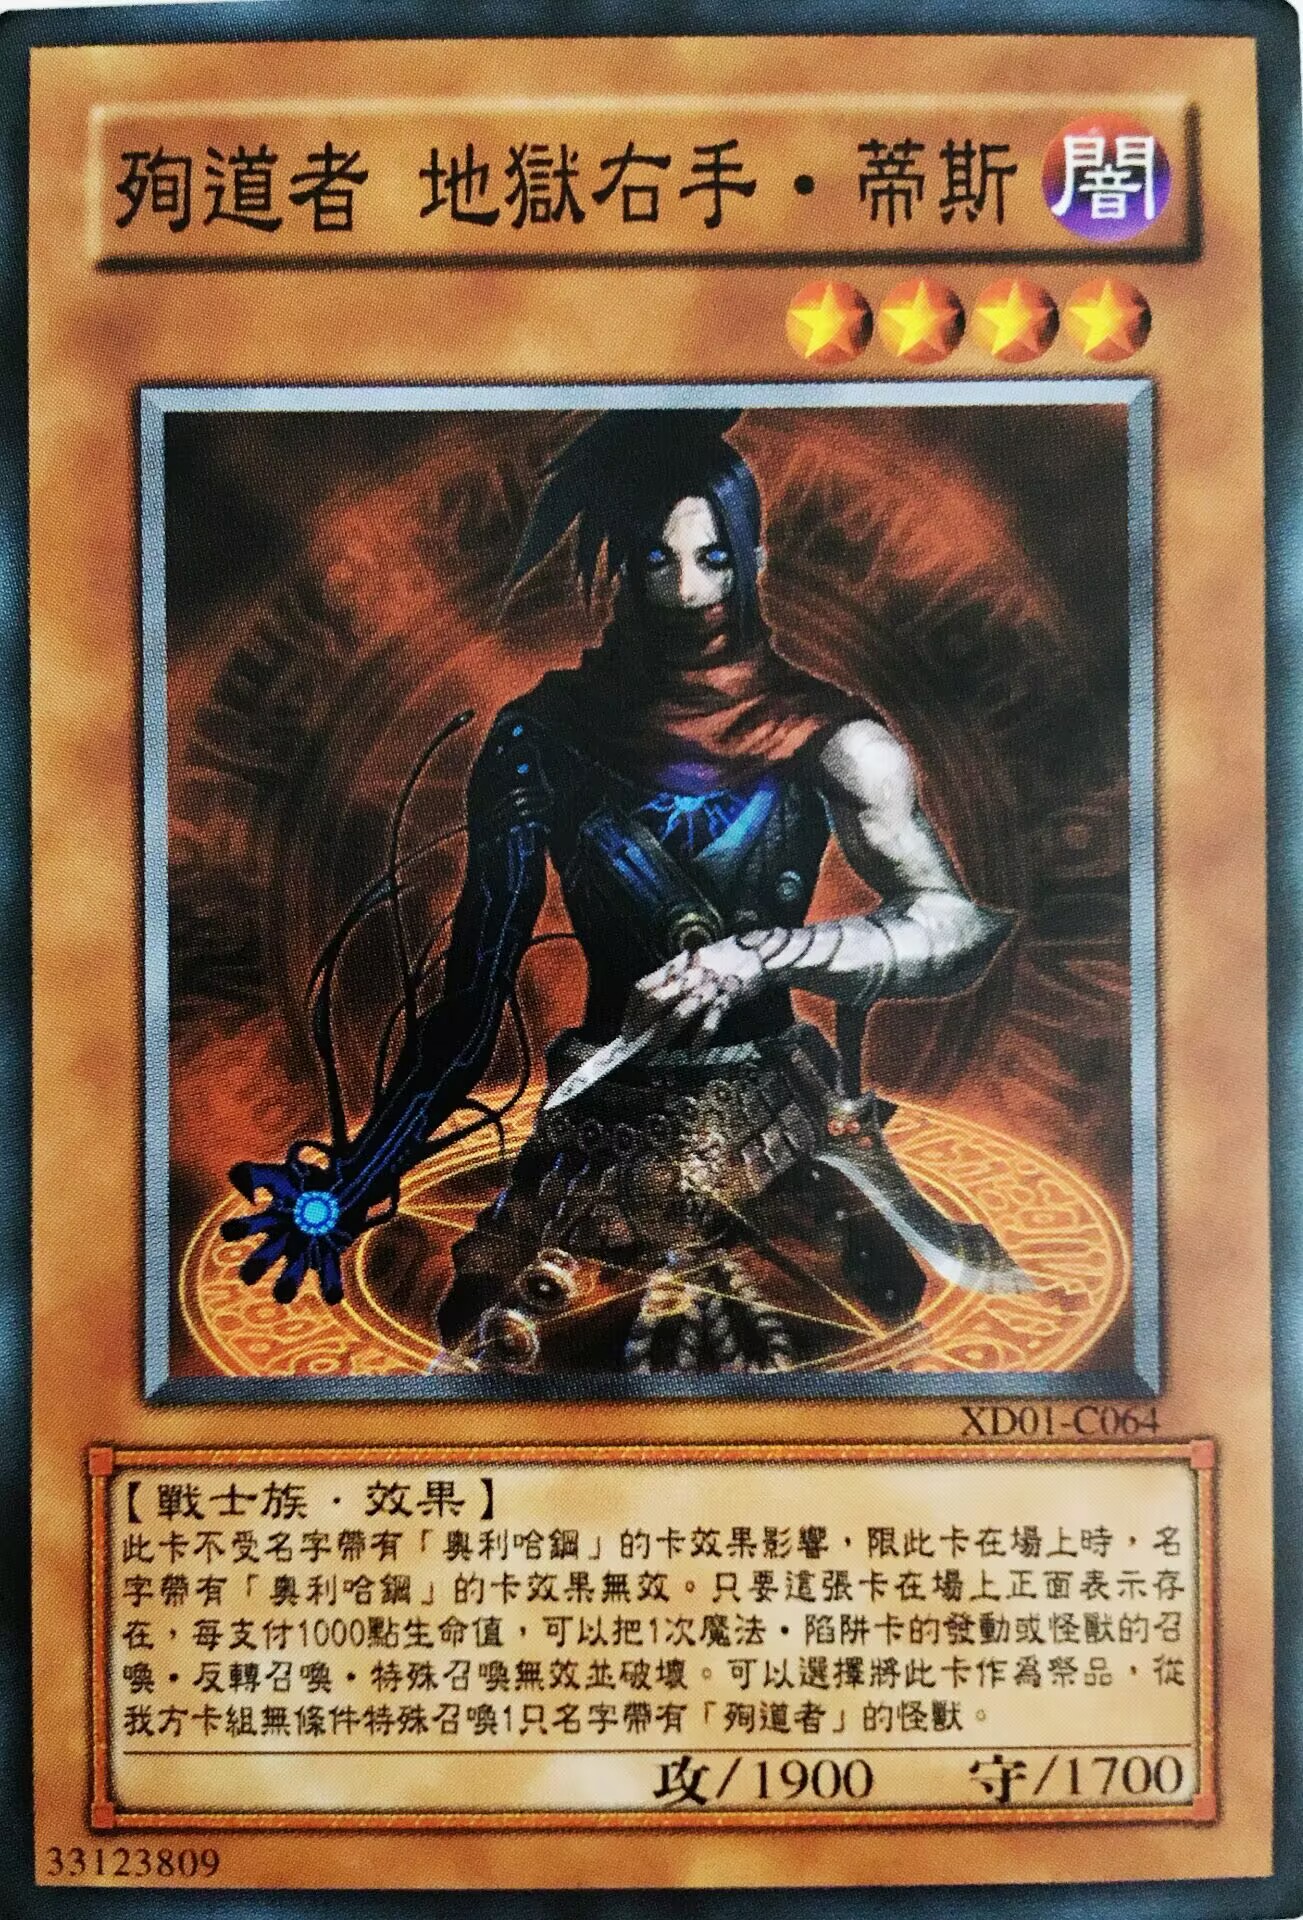 殉道者 地獄右手・蒂斯 闇
XD01-C064
【戰士族・效果】
此卡不受名字帶有「奧利哈鋼」的卡效果影響，限此卡在場上時，名
字帶有「奧利哈鋼」的卡效果無效。只要這張卡在場上正面表示存
在，每支付1000點生命值，可以把1次魔法・陷阱卡的發動或怪獸的召
喚・反轉召喚・特殊召喚無效並破壞。可以選擇將此卡作為祭品，從
我方卡組無條件特殊召喚1只名字帶有「殉道者」的怪獸。
攻/1900 守/1700
33123809